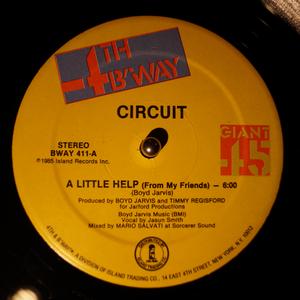 4TH
B'WAY
CIRCUIT
STEREO
BWAY 411-A
℗1985 Island Records Inc.
GIANT
45
A LITTLE HELP (From My Friends) — 6:00
(Boyd Jarvis)
Produced by BOYD JARVIS and TIMMY REGISFORD
for Jarford Productions
Boyd Jarvis Music (BMI)
Vocal by Jasun Smith
Mixed by MARIO SALVATI at Sorcerer Sound
4TH & B'WAY, A DIVISION OF ISLAND TRADING CO., 14 EAST 4TH STREET, NEW YORK, N.Y. 10012